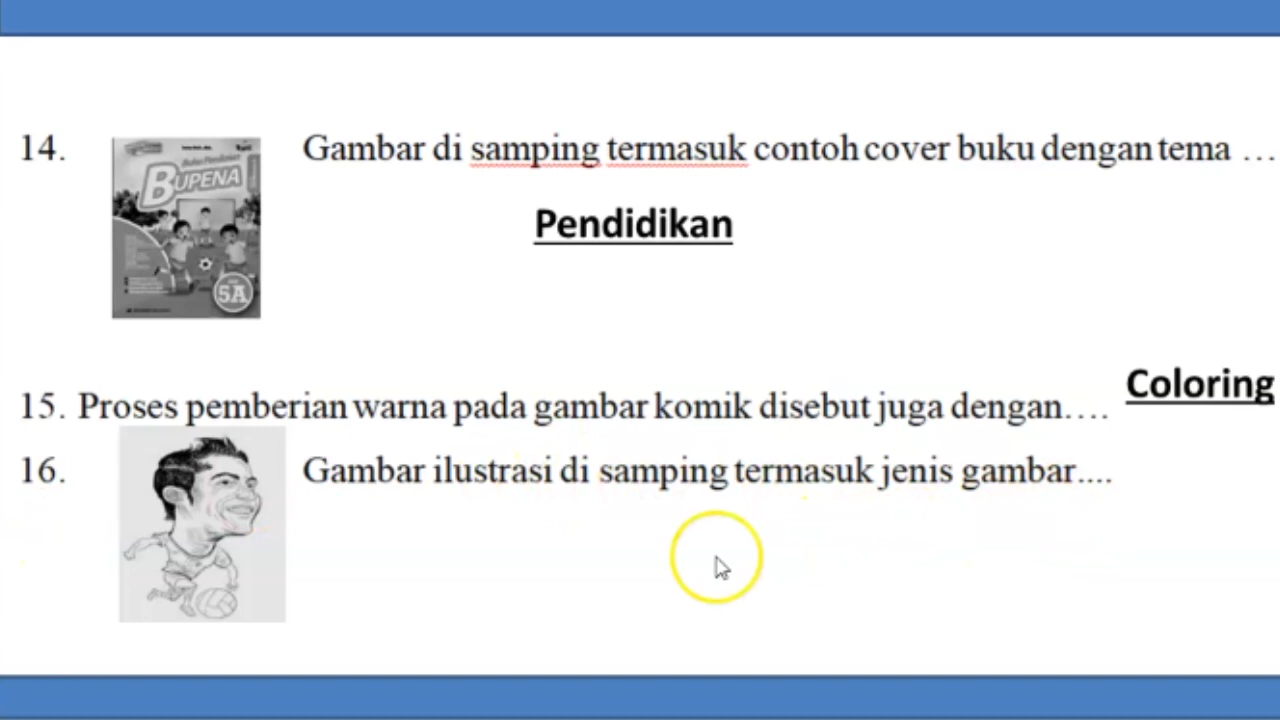 14. Gambar di samping termasuk contoh cover buku dengan tema …
BUPENA
5A
Pendidikan
Coloring
15. Proses pemberian warna pada gambar komik disebut juga dengan….
16. Gambar ilustrasi di samping termasuk jenis gambar....